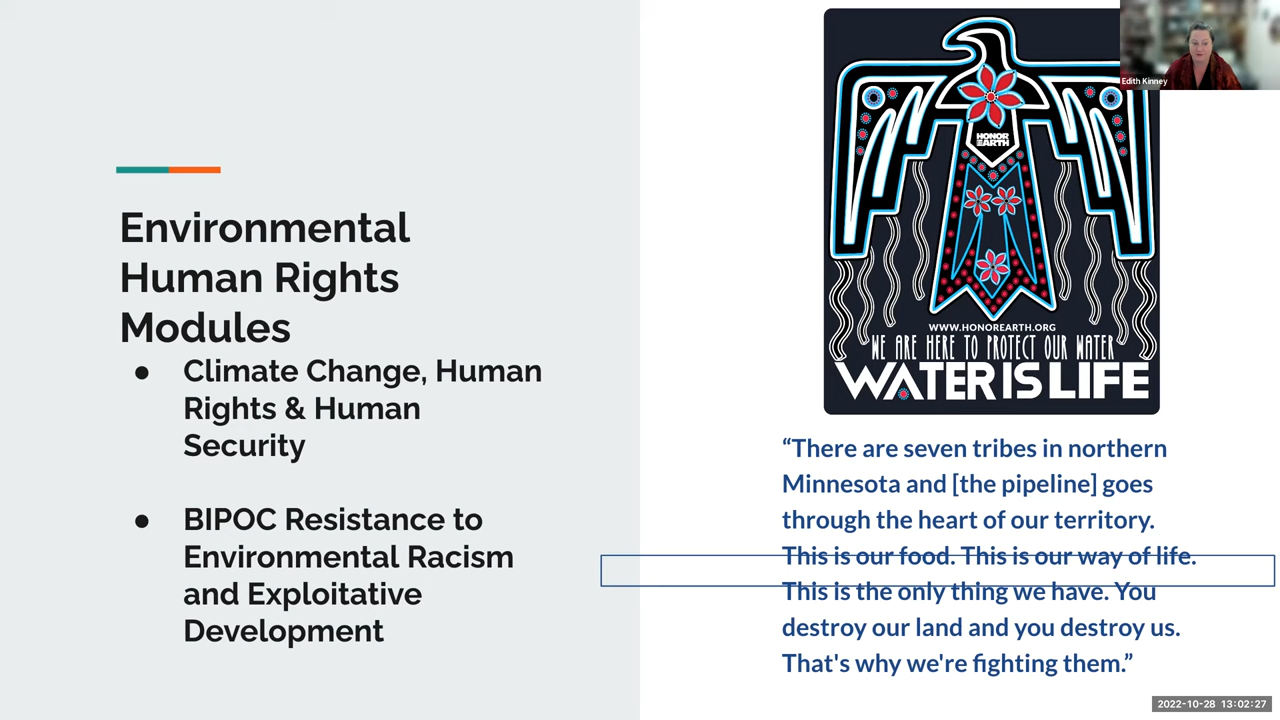 Environmental
Human Rights
Modules
● Climate Change, Human
Rights & Human
Security
● BIPOC Resistance to
Environmental Racism
and Exploitative
Development
HONOR
THE EARTH
WWW.HONOREARTH.ORG
WE ARE HERE TO PROTECT OUR WATER
WATER IS LIFE
“There are seven tribes in northern
Minnesota and [the pipeline] goes
through the heart of our territory.
This is our food. This is our way of life.
This is the only thing we have. You
destroy our land and you destroy us.
That's why we're fighting them.”
Edith Kinney
2022-10-28 13:02:27